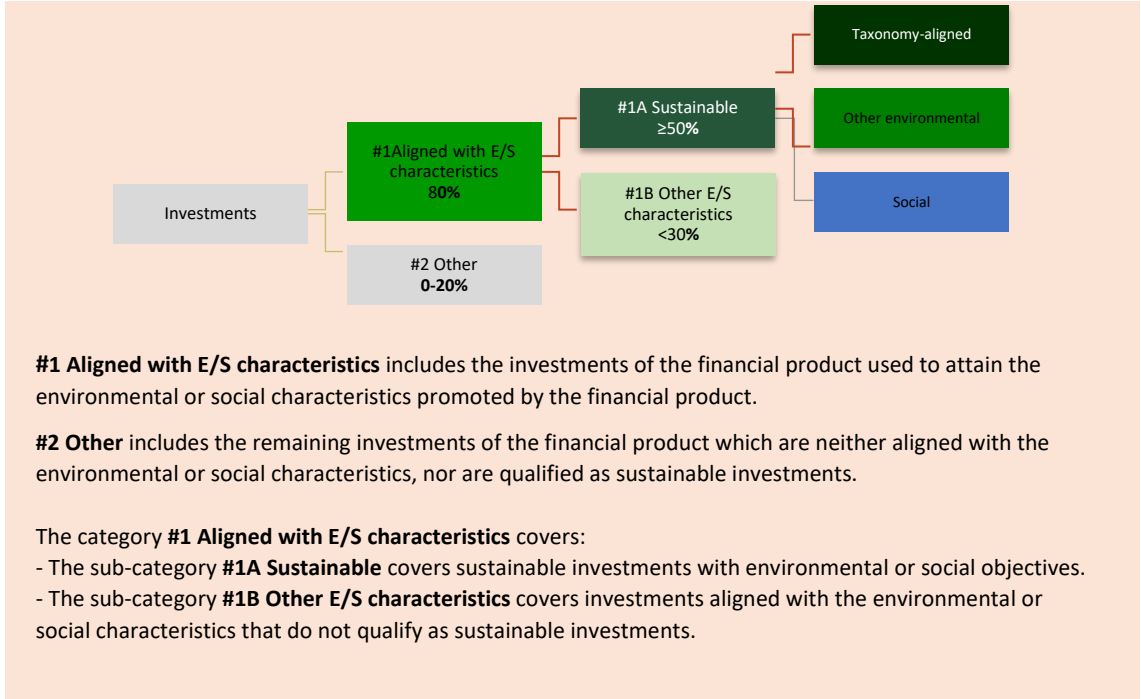 Taxonomy-aligned
#1A Sustainable
≥50%
Other environmental
#1Aligned with E/S
characteristics
80%
#1B Other E/S
characteristics
<30%
Social
Investments
#2 Other
0-20%
#1 Aligned with E/S characteristics includes the investments of the financial product used to attain the
environmental or social characteristics promoted by the financial product.
#2 Other includes the remaining investments of the financial product which are neither aligned with the
environmental or social characteristics, nor are qualified as sustainable investments.
The category #1 Aligned with E/S characteristics covers:
- The sub-category #1A Sustainable covers sustainable investments with environmental or social objectives.
- The sub-category #1B Other E/S characteristics covers investments aligned with the environmental or
social characteristics that do not qualify as sustainable investments.